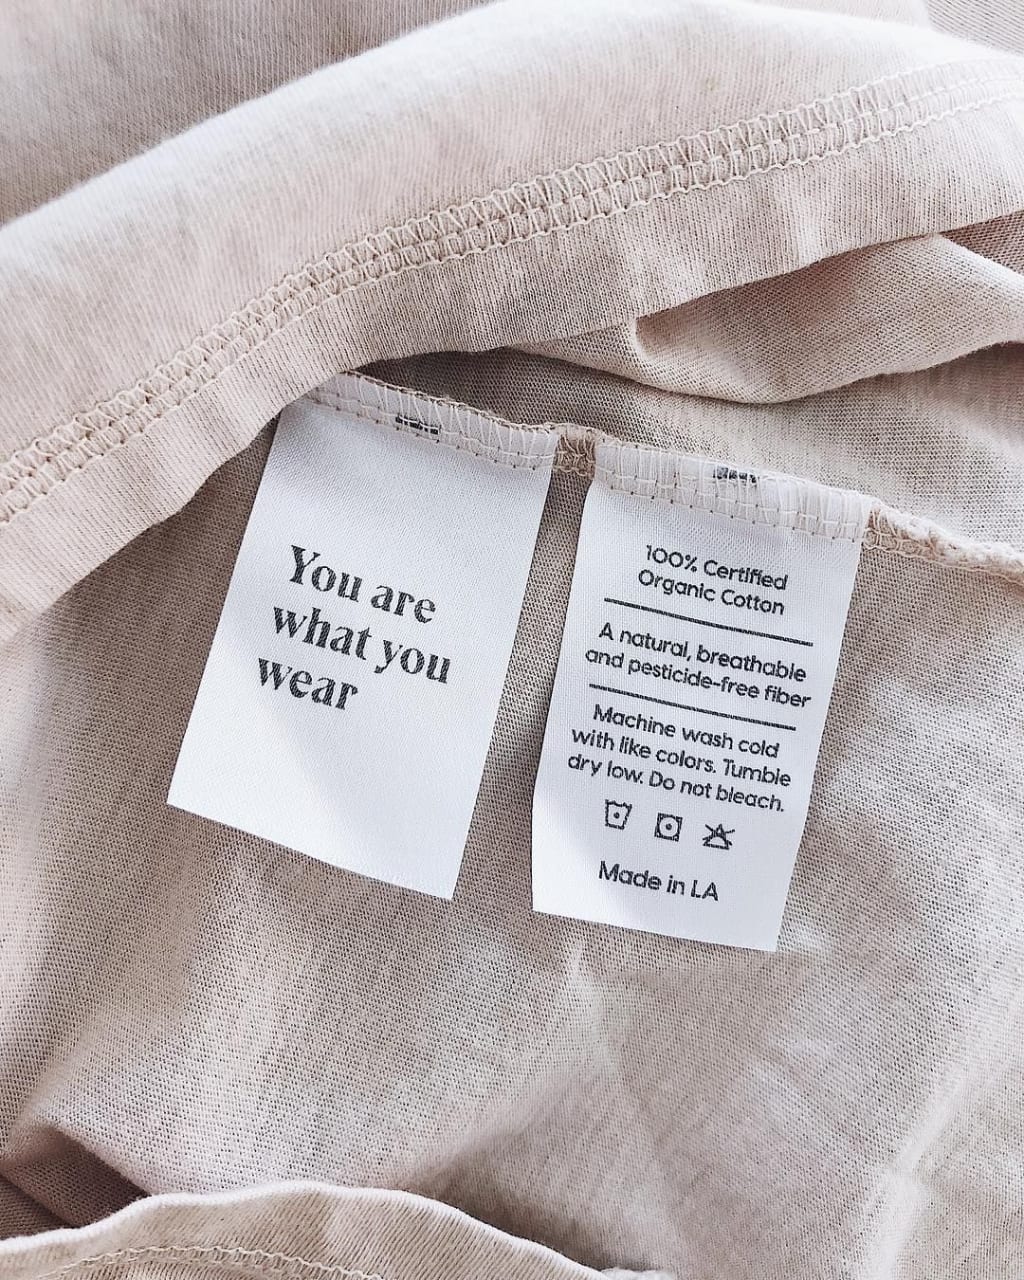 You are
what you
wear
100% Certified
Organic Cotton
A natural, breathable
and pesticide-free fiber
Machine wash cold
with like colors. Tumble
dry low. Do not bleach.
Made in LA